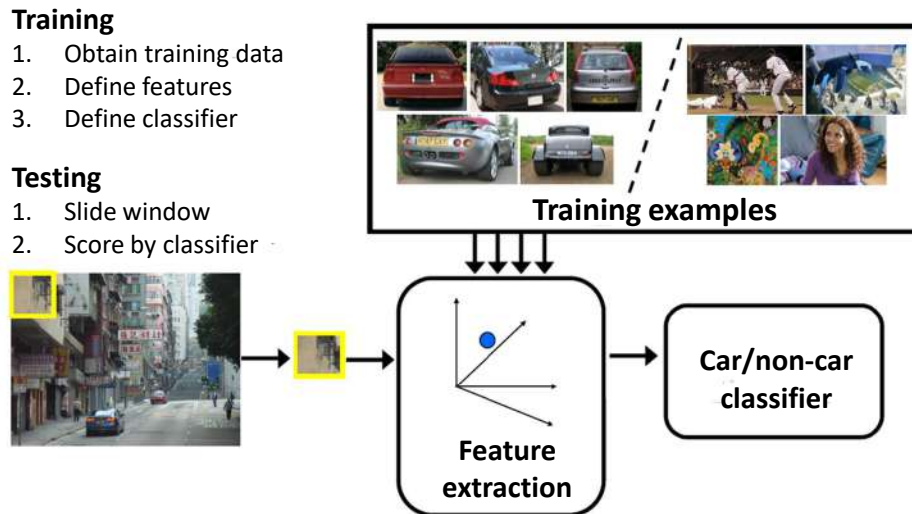 Training
1. Obtain training data
2. Define features
3. Define classifier
Testing
1. Slide window
2. Score by classifier
Training examples
Feature
extraction
Car/non-car
classifier